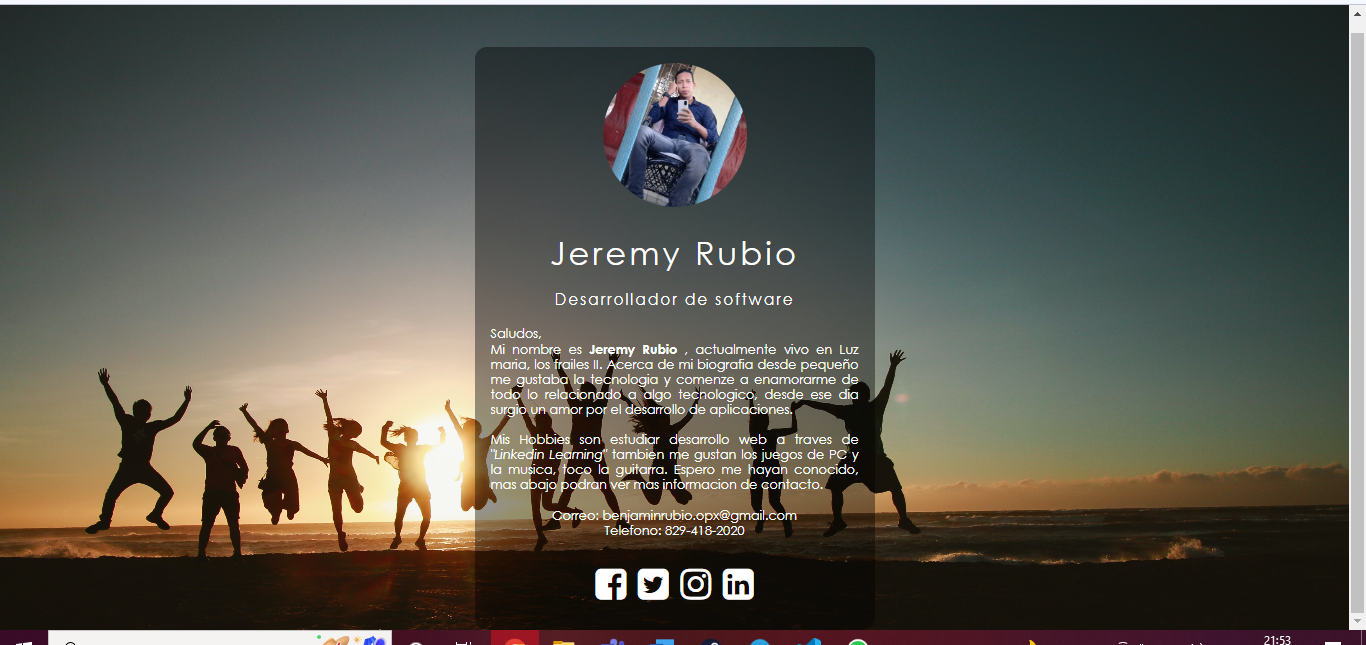 Jeremy Rubio
Desarrollador de software
Saludos,
Mi nombre es Jeremy Rubio , actualmente vivo en Luz
maria, los frailes II. Acerca de mi biografia desde pequeño
me gustaba la tecnologia y comenze a enamorarme de
todo lo relacionado a algo tecnologico, desde ese dia
surgio un amor por el desarrollo de aplicaciones.
Mis Hobbies son estudiar desarrollo web a traves de
"Linkedin Learning" tambien me gustan los juegos de PC y
la musica, toco la guitarra. Espero me hayan conocido,
mas abajo podran ver mas informacion de contacto.
Correo: benjaminrubio.opx@gmail.com
Telefono: 829-418-2020
21:53